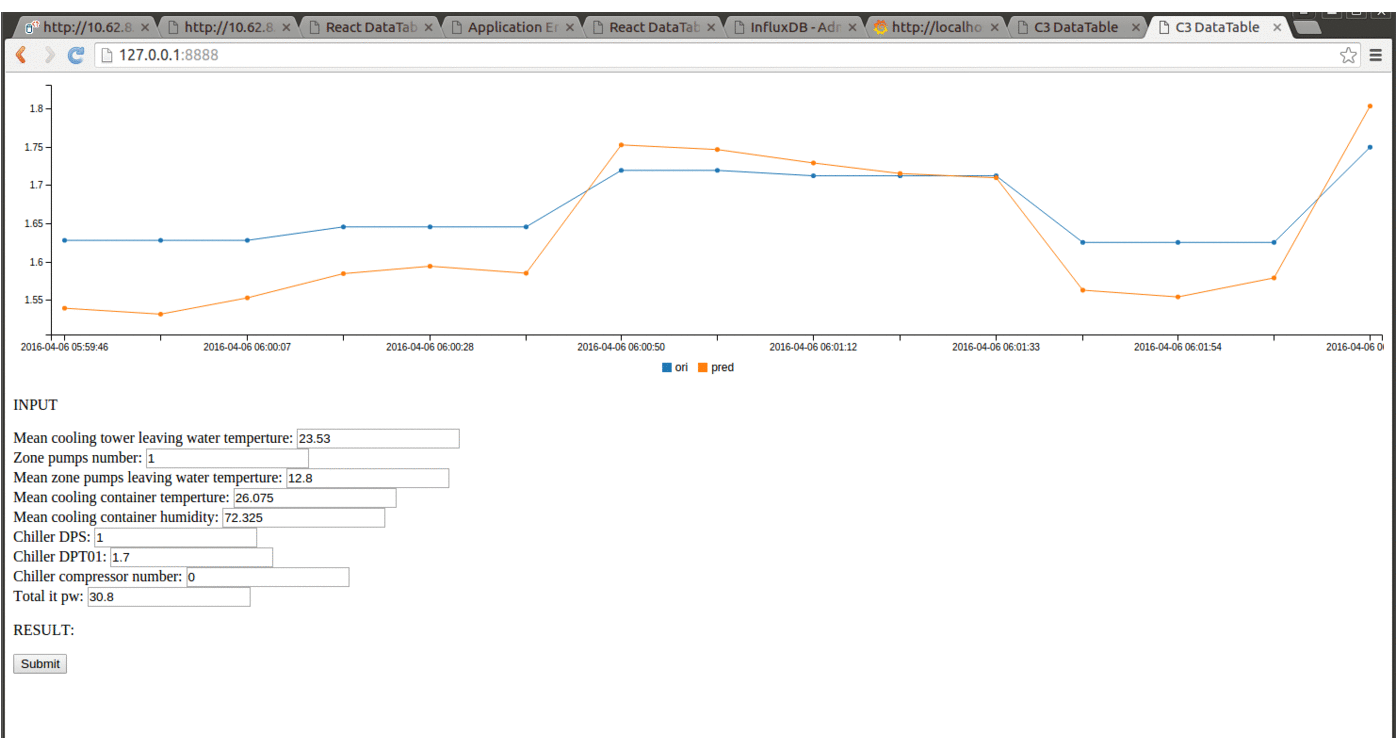 http://10.62.8. × http://10.62.8. × React DataTab × Application Er × React DataTab × InfluxDB - Adr × http://localho × C3 DataTable × C3 DataTable ×
127.0.0.1:8888
1.8
1.75
1.7
1.65
1.6
1.55
2016-04-06 05:59:46 2016-04-06 06:00:07 2016-04-06 06:00:28 2016-04-06 06:00:50 2016-04-06 06:01:12 2016-04-06 06:01:33 2016-04-06 06:01:54 2016-04-06 0
ori pred
INPUT
Mean cooling tower leaving water temperture: 23.53
Zone pumps number: 1
Mean zone pumps leaving water temperture: 12.8
Mean cooling container temperture: 26.075
Mean cooling container humidity: 72.325
Chiller DPS: 1
Chiller DPT01: 1.7
Chiller compressor number: 0
Total it pw: 30.8
RESULT:
Submit